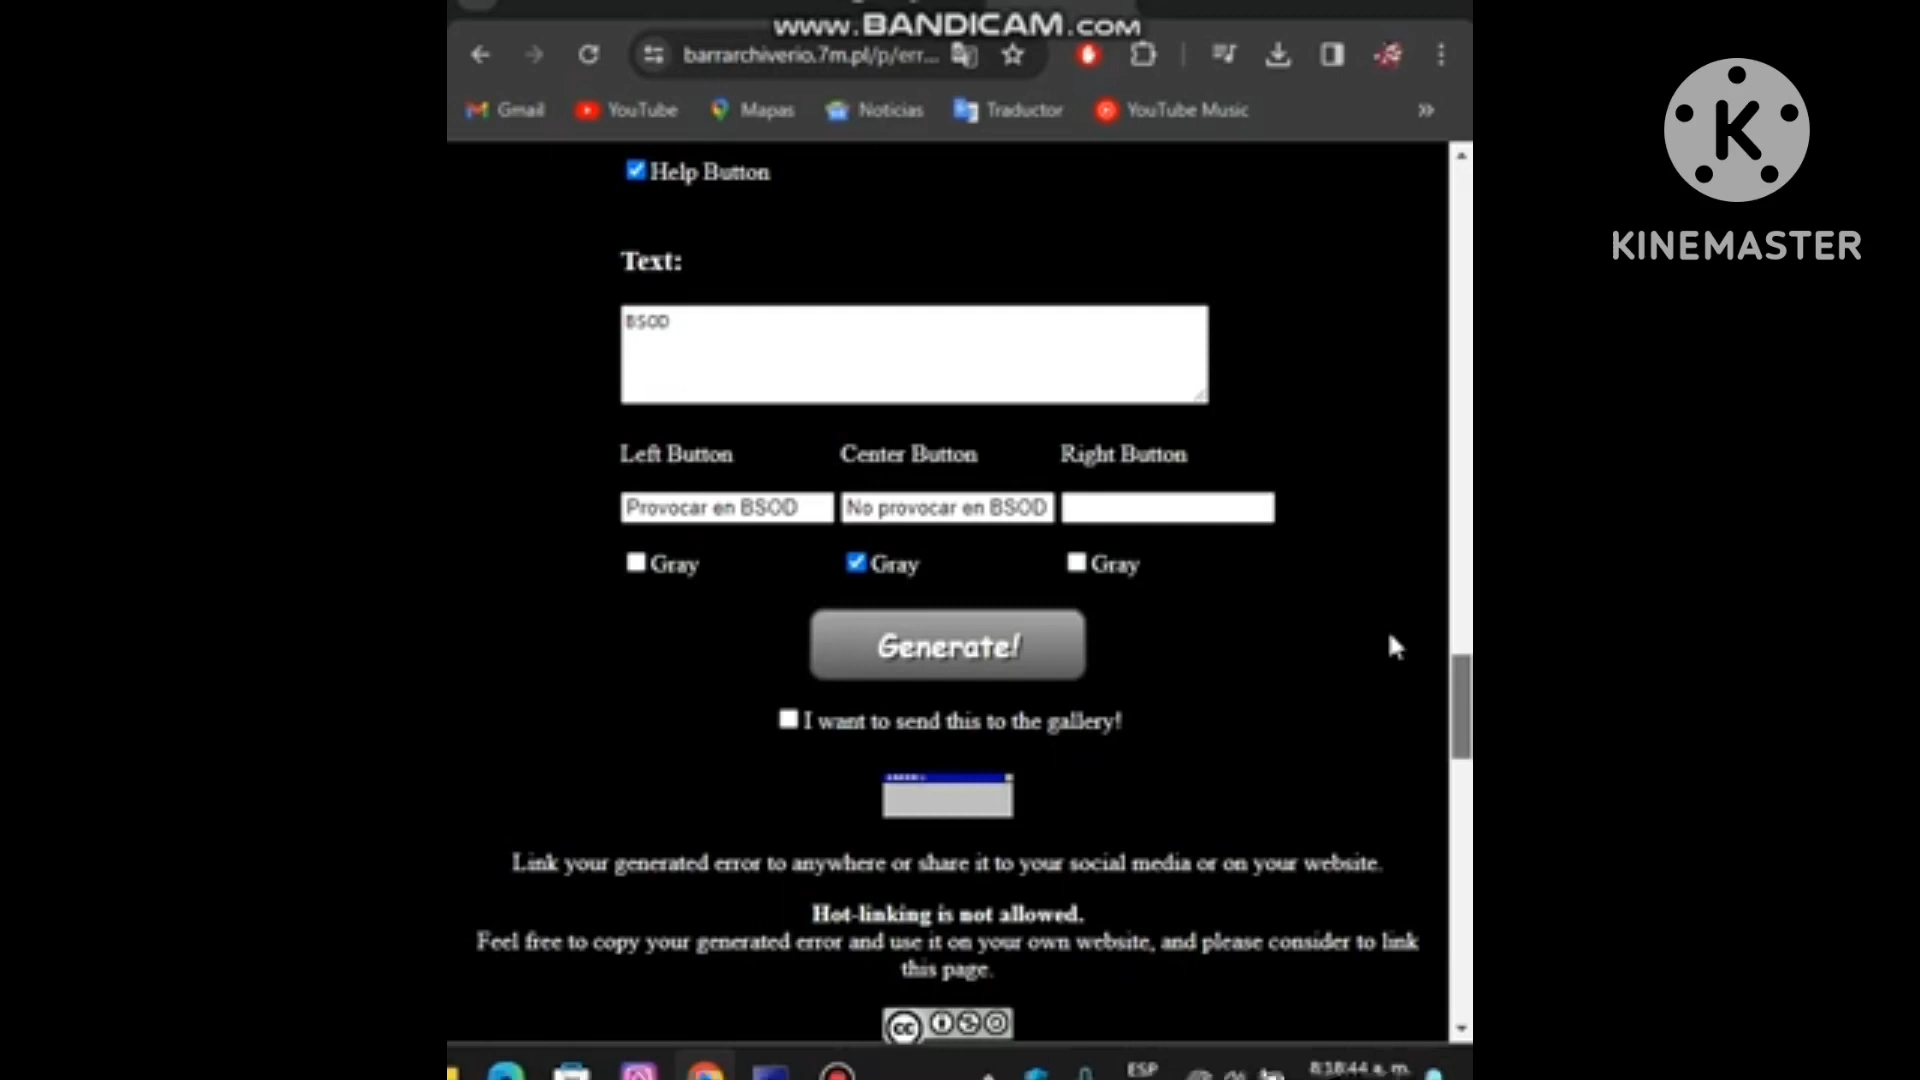 www.BANDICAM.com
barrarchiverio.7m.pl/p/err...
Gmail YouTube Mapas Noticias Traductor YouTube Music »
KINEMASTER
Help Button
Text:
BSOD
Left Button Center Button Right Button
Provocar en BSOD No provocar en BSOD
Gray Gray Gray
Generate!
I want to send this to the gallery!
Link your generated error to anywhere or share it to your social media or on your website.
Hot-linking is not allowed.
Feel free to copy your generated error and use it on your own website, and please consider to link
this page.
cc
ESP 8:18:44 a. m.